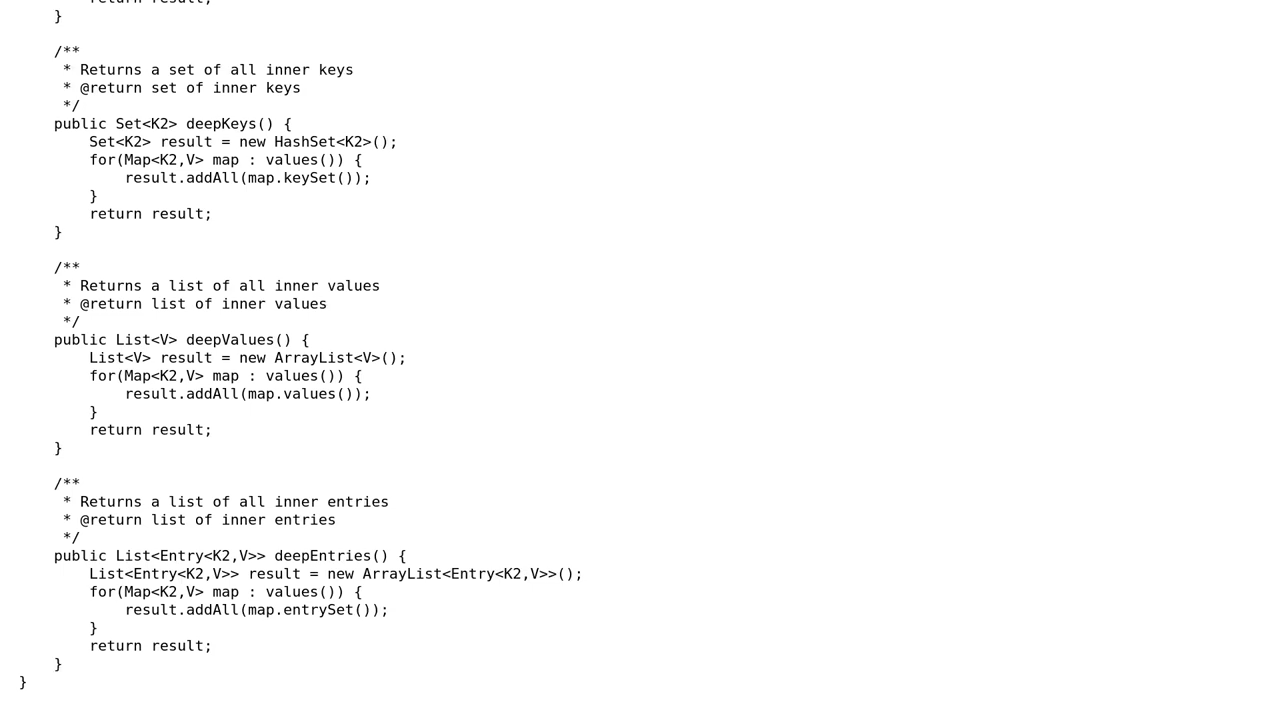 return result;
    }

    /**
     * Returns a set of all inner keys
     * @return set of inner keys
     */
    public Set<K2> deepKeys() {
        Set<K2> result = new HashSet<K2>();
        for(Map<K2,V> map : values()) {
            result.addAll(map.keySet());
        }
        return result;
    }

    /**
     * Returns a list of all inner values
     * @return list of inner values
     */
    public List<V> deepValues() {
        List<V> result = new ArrayList<V>();
        for(Map<K2,V> map : values()) {
            result.addAll(map.values());
        }
        return result;
    }

    /**
     * Returns a list of all inner entries
     * @return list of inner entries
     */
    public List<Entry<K2,V>> deepEntries() {
        List<Entry<K2,V>> result = new ArrayList<Entry<K2,V>>();
        for(Map<K2,V> map : values()) {
            result.addAll(map.entrySet());
        }
        return result;
    }
}